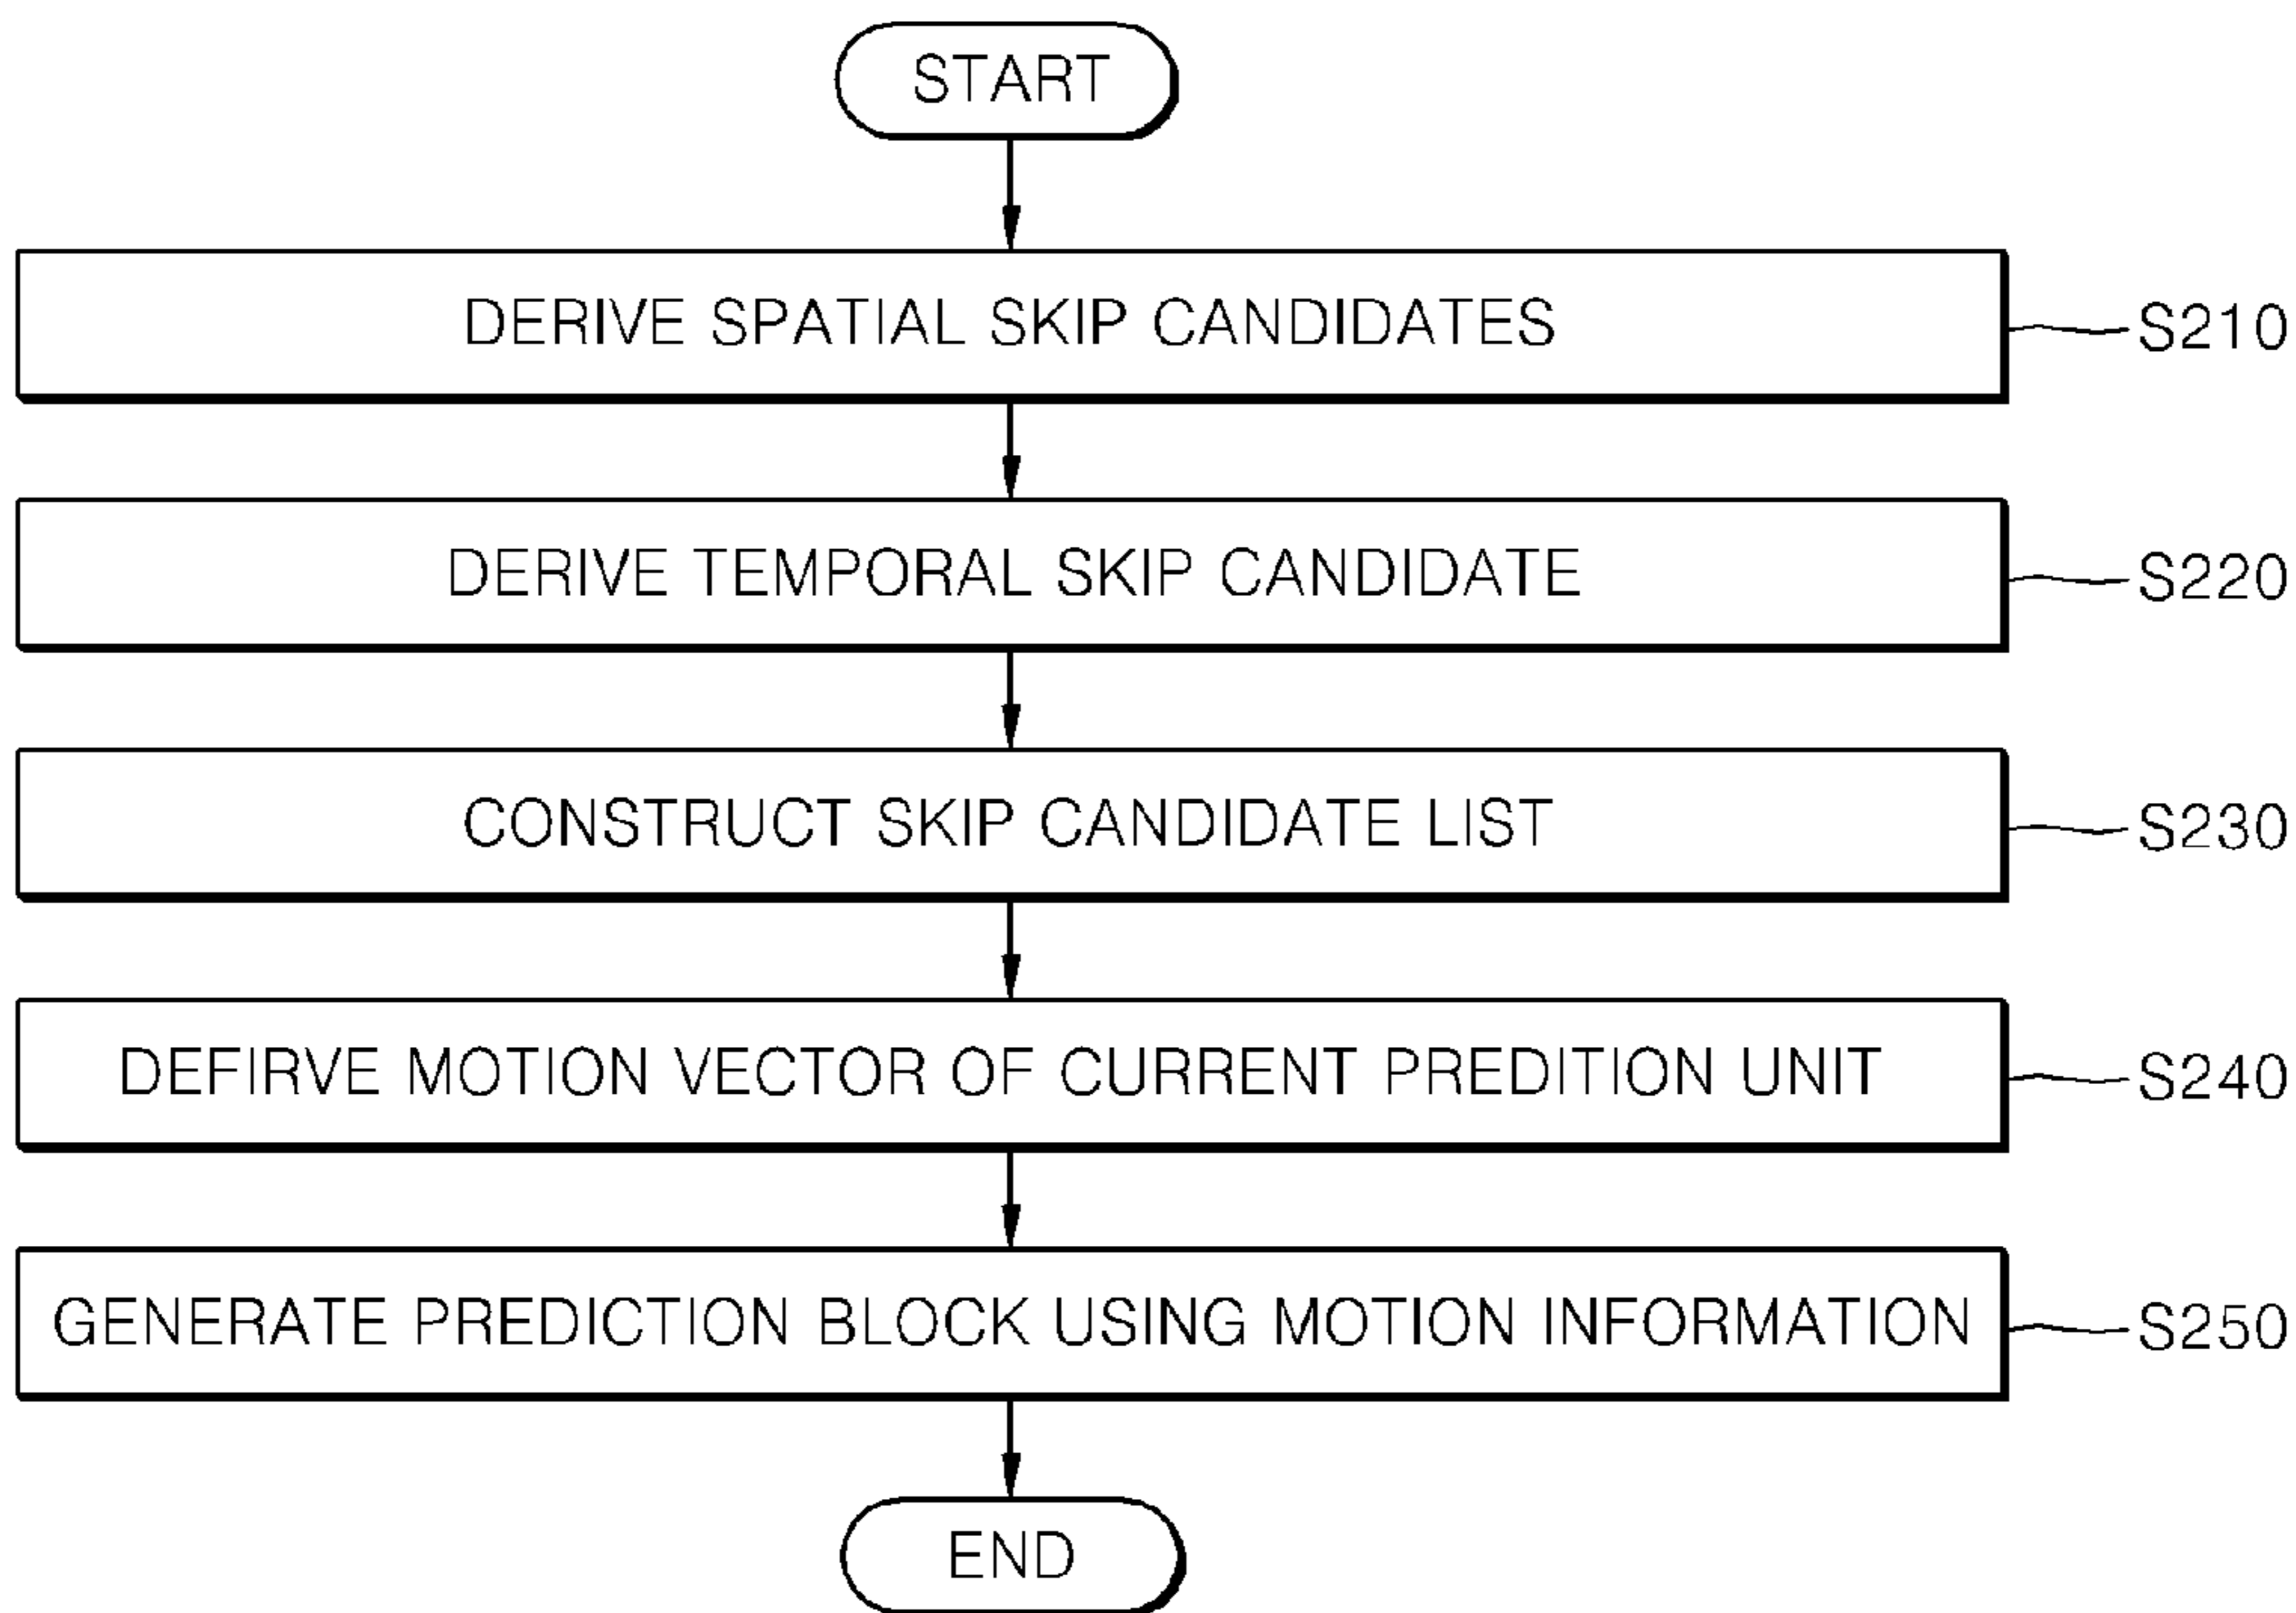 START
DERIVE SPATIAL SKIP CANDIDATES S210
DERIVE TEMPORAL SKIP CANDIDATE S220
CONSTRUCT SKIP CANDIDATE LIST S230
DEFIRVE MOTION VECTOR OF CURRENT PREDITION UNIT S240
GENERATE PREDICTION BLOCK USING MOTION INFORMATION S250
END